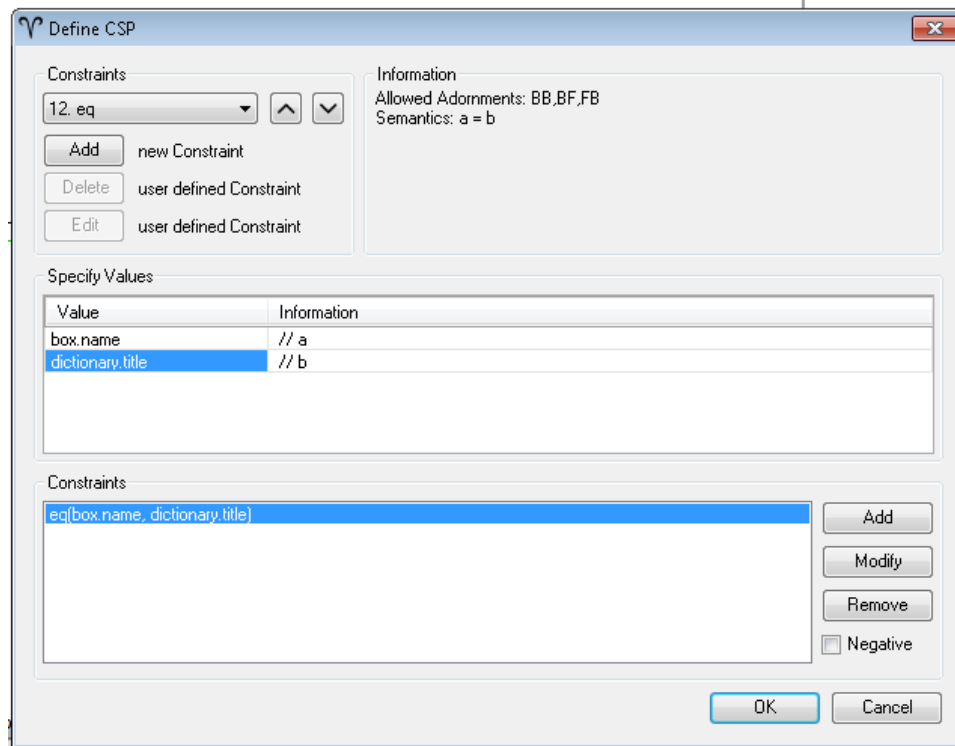 Define CSP
Constraints
12. eq
Add new Constraint
Delete user defined Constraint
Edit user defined Constraint
Information
Allowed Adornments: BB,BF,FB
Semantics: a = b
Specify Values
Value Information
box.name // a
dictionary.title // b
Constraints
eq(box.name, dictionary.title)
Add
Modify
Remove
Negative
OK Cancel